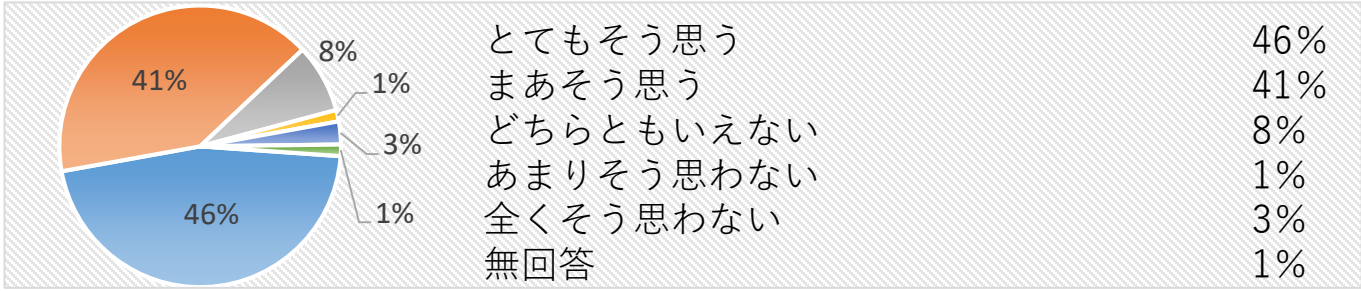 41%
8%
1%
3%
1%
46%
とてもそう思う 46%
まあそう思う 41%
どちらともいえない 8%
あまりそう思わない 1%
全くそう思わない 3%
無回答 1%